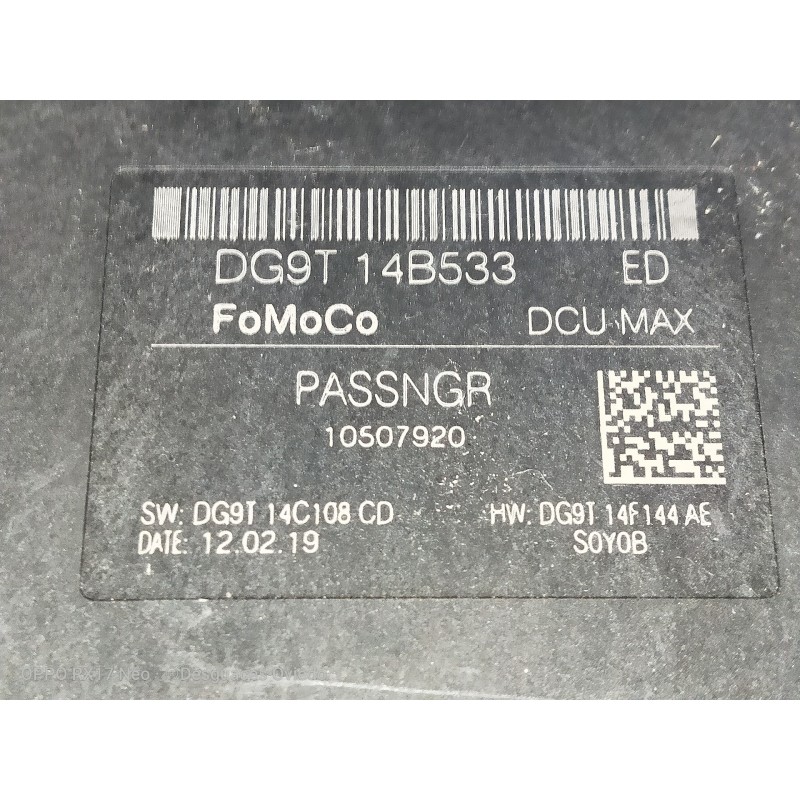 DG9T 14B533 ED
FoMoCo DCU MAX
PASSNGR
10507920
SW: DG9T 14C108 CD HW: DG9T 14F144 AE
DATE: 12.02.19 S0Y0B
Neo